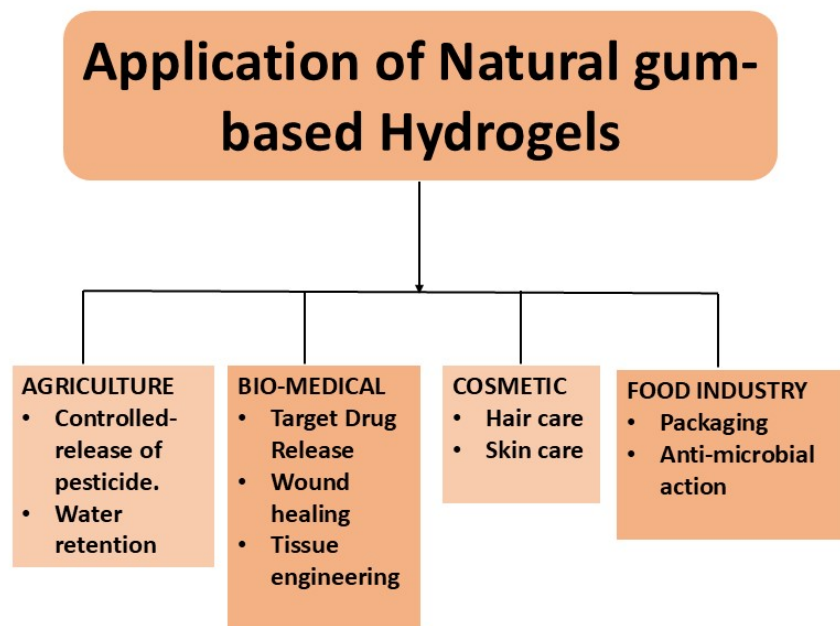 Application of Natural gum-
based Hydrogels
AGRICULTURE
• Controlled-
release of
pesticide.
• Water
retention
BIO-MEDICAL
• Target Drug
Release
• Wound
healing
• Tissue
engineering
COSMETIC
• Hair care
• Skin care
FOOD INDUSTRY
• Packaging
• Anti-microbial
action